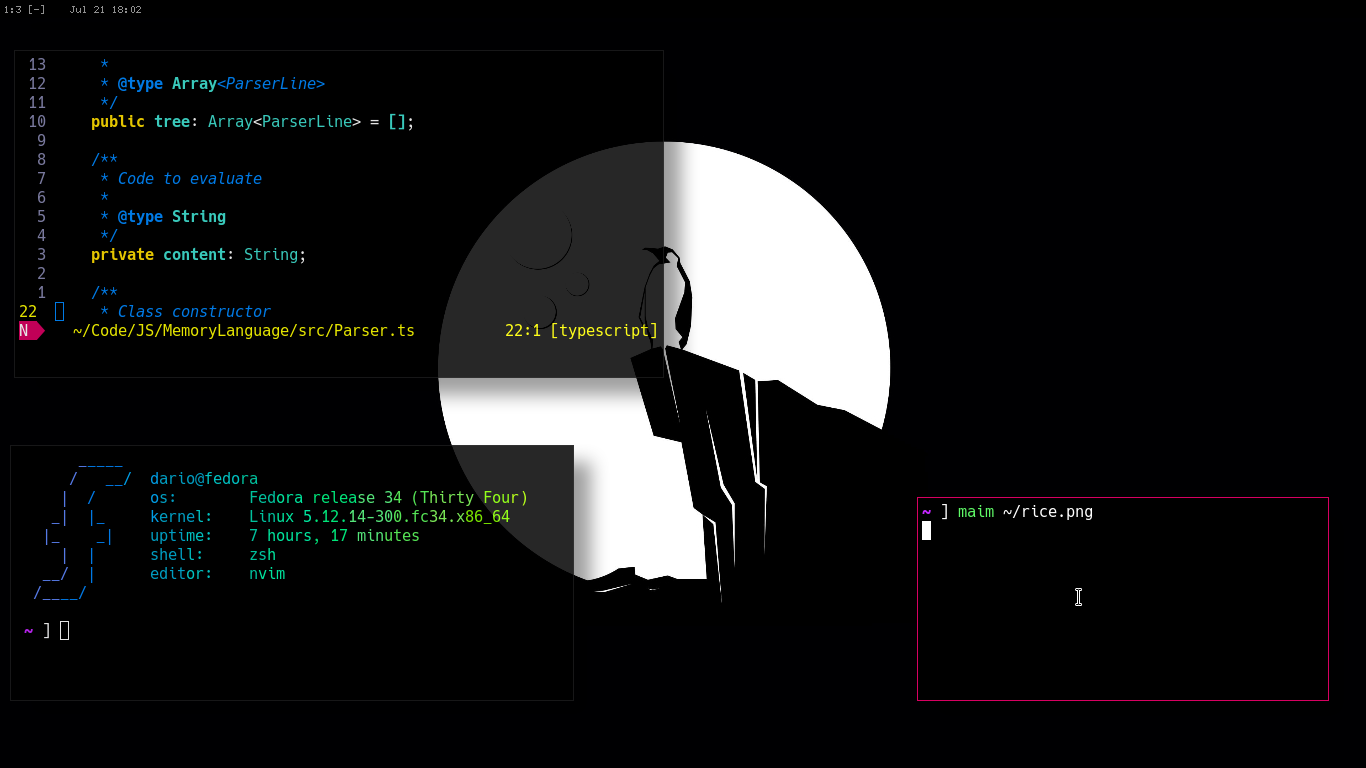 1:3 [-]    Jul 21 18:02
13      *
12      * @type Array<ParserLine>
11      */
10     public tree: Array<ParserLine> = [];
9
8     /**
7      * Code to evaluate
6      *
5      * @type String
4      */
3     private content: String;
2
1     /**
22      * Class constructor
N   ~/Code/JS/MemoryLanguage/src/Parser.ts          22:1 [typescript]
dario@fedora
os:        Fedora release 34 (Thirty Four)
kernel:    Linux 5.12.14-300.fc34.x86_64
uptime:    7 hours, 17 minutes
shell:     zsh
editor:    nvim
~ ]
~ ] maim ~/rice.png